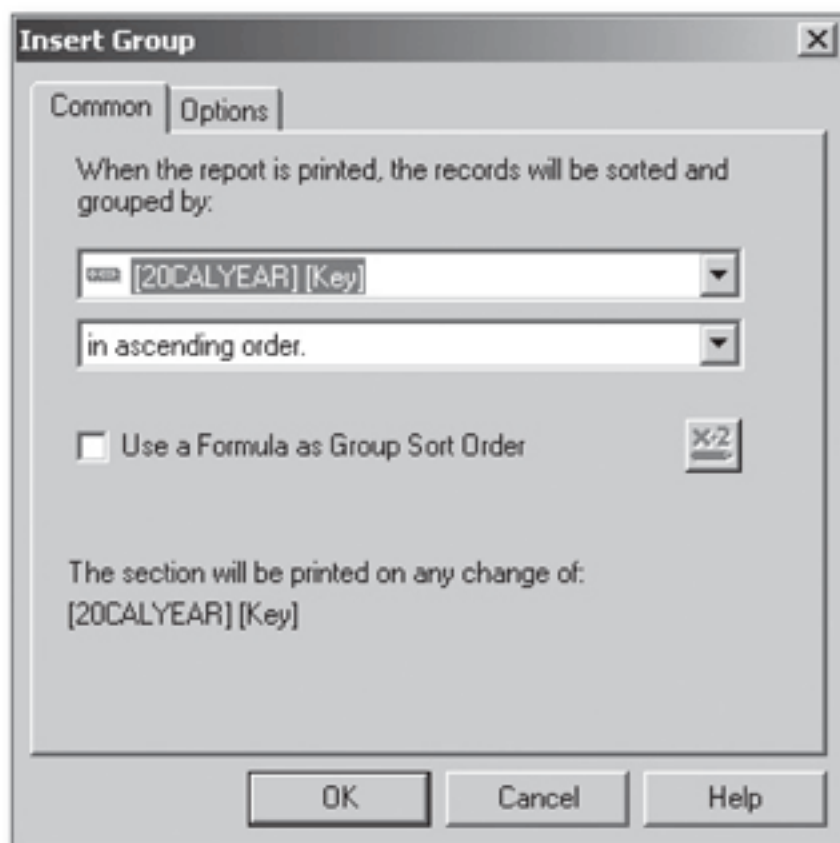 Insert Group
Common
Options
When the report is printed, the records will be sorted and
grouped by:
[20CALYEAR] [Key]
in ascending order.
Use a Formula as Group Sort Order
X-2
The section will be printed on any change of:
[20CALYEAR] [Key]
OK
Cancel
Help